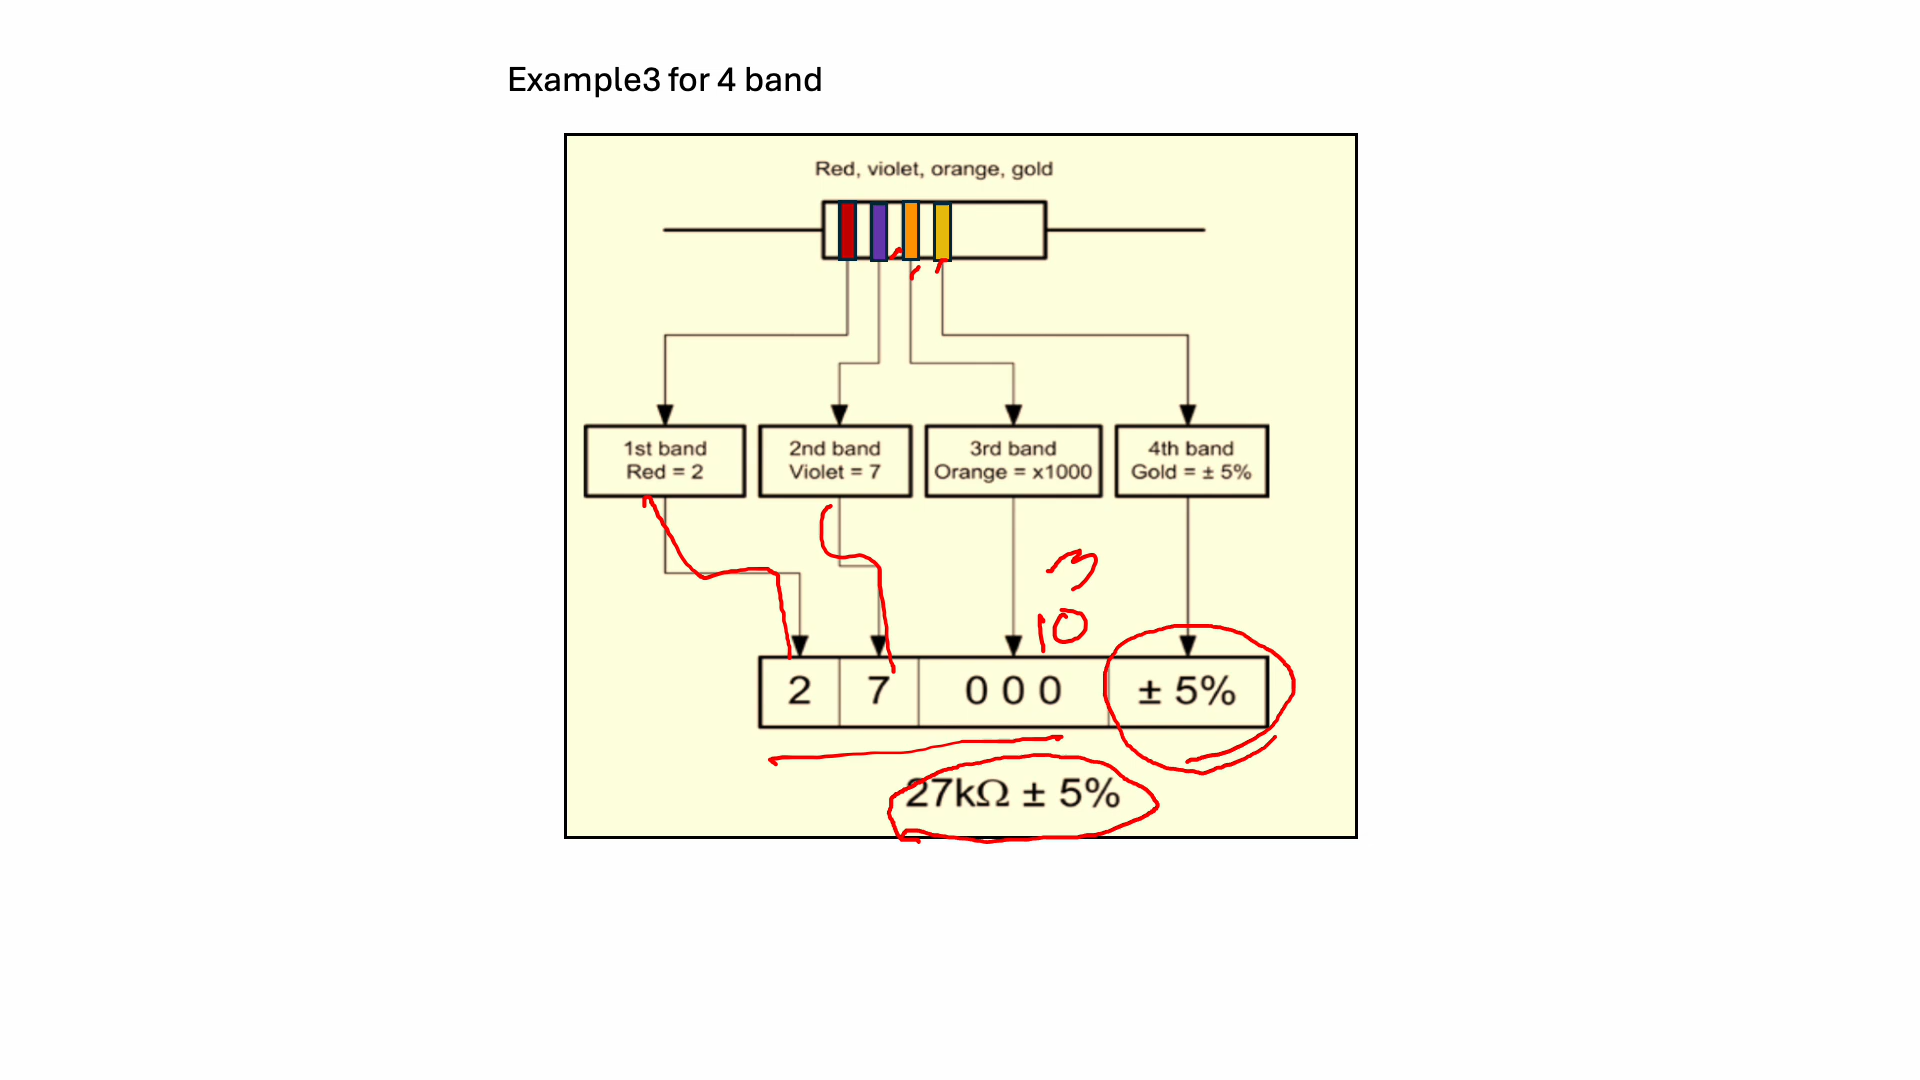 Example3 for 4 band
Red, violet, orange, gold
1st band
Red = 2
2nd band
Violet = 7
3rd band
Orange = x1000
4th band
Gold = ± 5%
3
10
2 7 0 0 0 ± 5%
27kΩ ± 5%